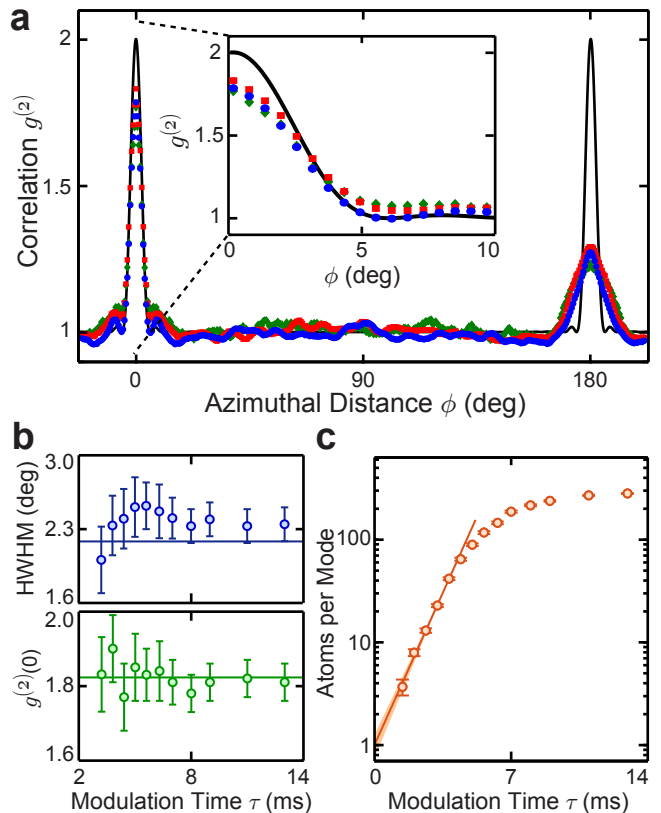 a
Correlation g⁽²⁾
2
1.5
1
0
90
180
Azimuthal Distance ϕ (deg)
g⁽²⁾
2
1.5
1
0
5
10
ϕ (deg)
b
HWHM (deg)
3.0
2.3
1.6
g⁽²⁾(0)
2.0
1.8
1.6
2
8
14
Modulation Time τ (ms)
c
Atoms per Mode
100
10
1
0
7
14
Modulation Time τ (ms)